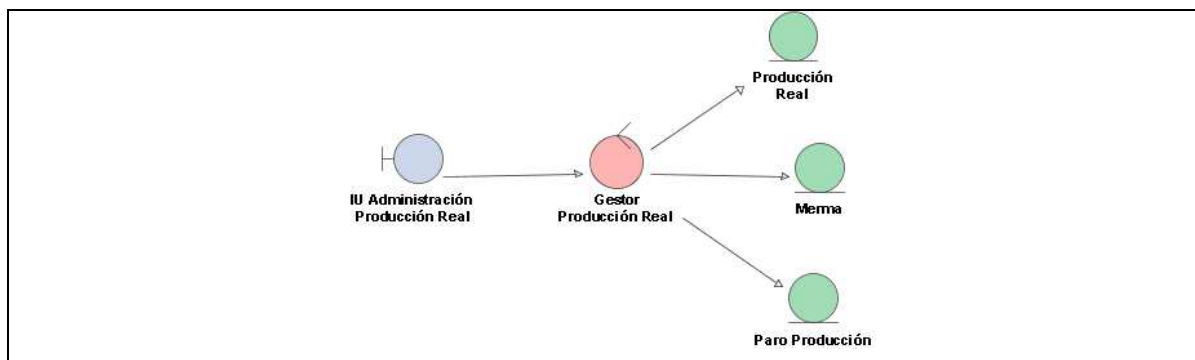 Producción
Real
IU Administración
Producción Real
Gestor
Producción Real
Merma
Paro Producción